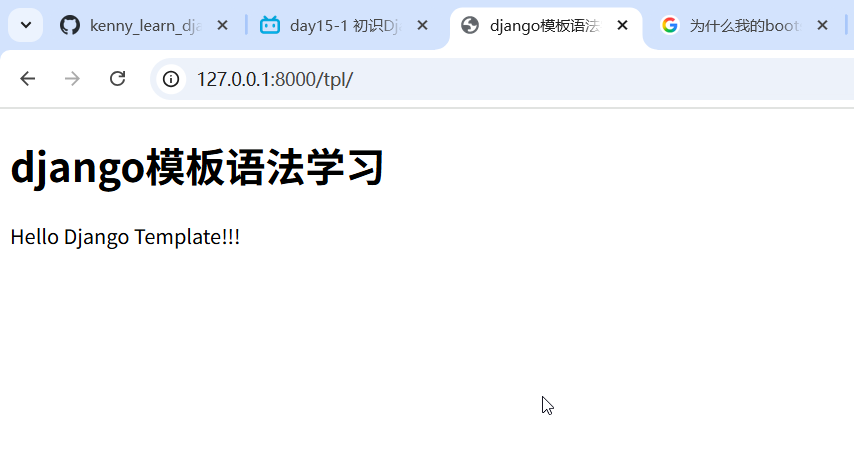 kenny_learn_dja
day15-1 初识Dj
django模板语法
为什么我的boot
127.0.0.1:8000/tpl/
django模板语法学习
Hello Django Template!!!